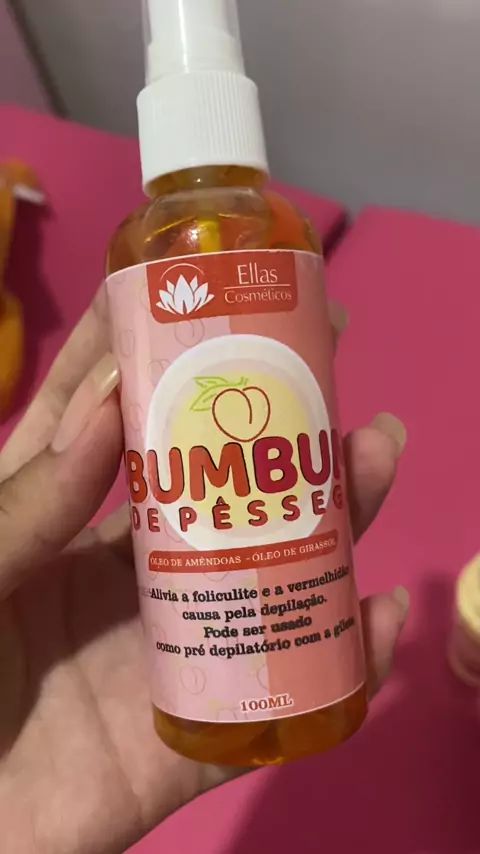 Ellas
Cosméticos
BUMBUM
DE PÊSSEG
ÓLEO DE AMÊNDOAS - ÓLEO DE GIRASSOL
Alivia a foliculite e a vermelhidão
causa pela depilação.
Pode ser usado
como pré depilatório com a gilete
100ML